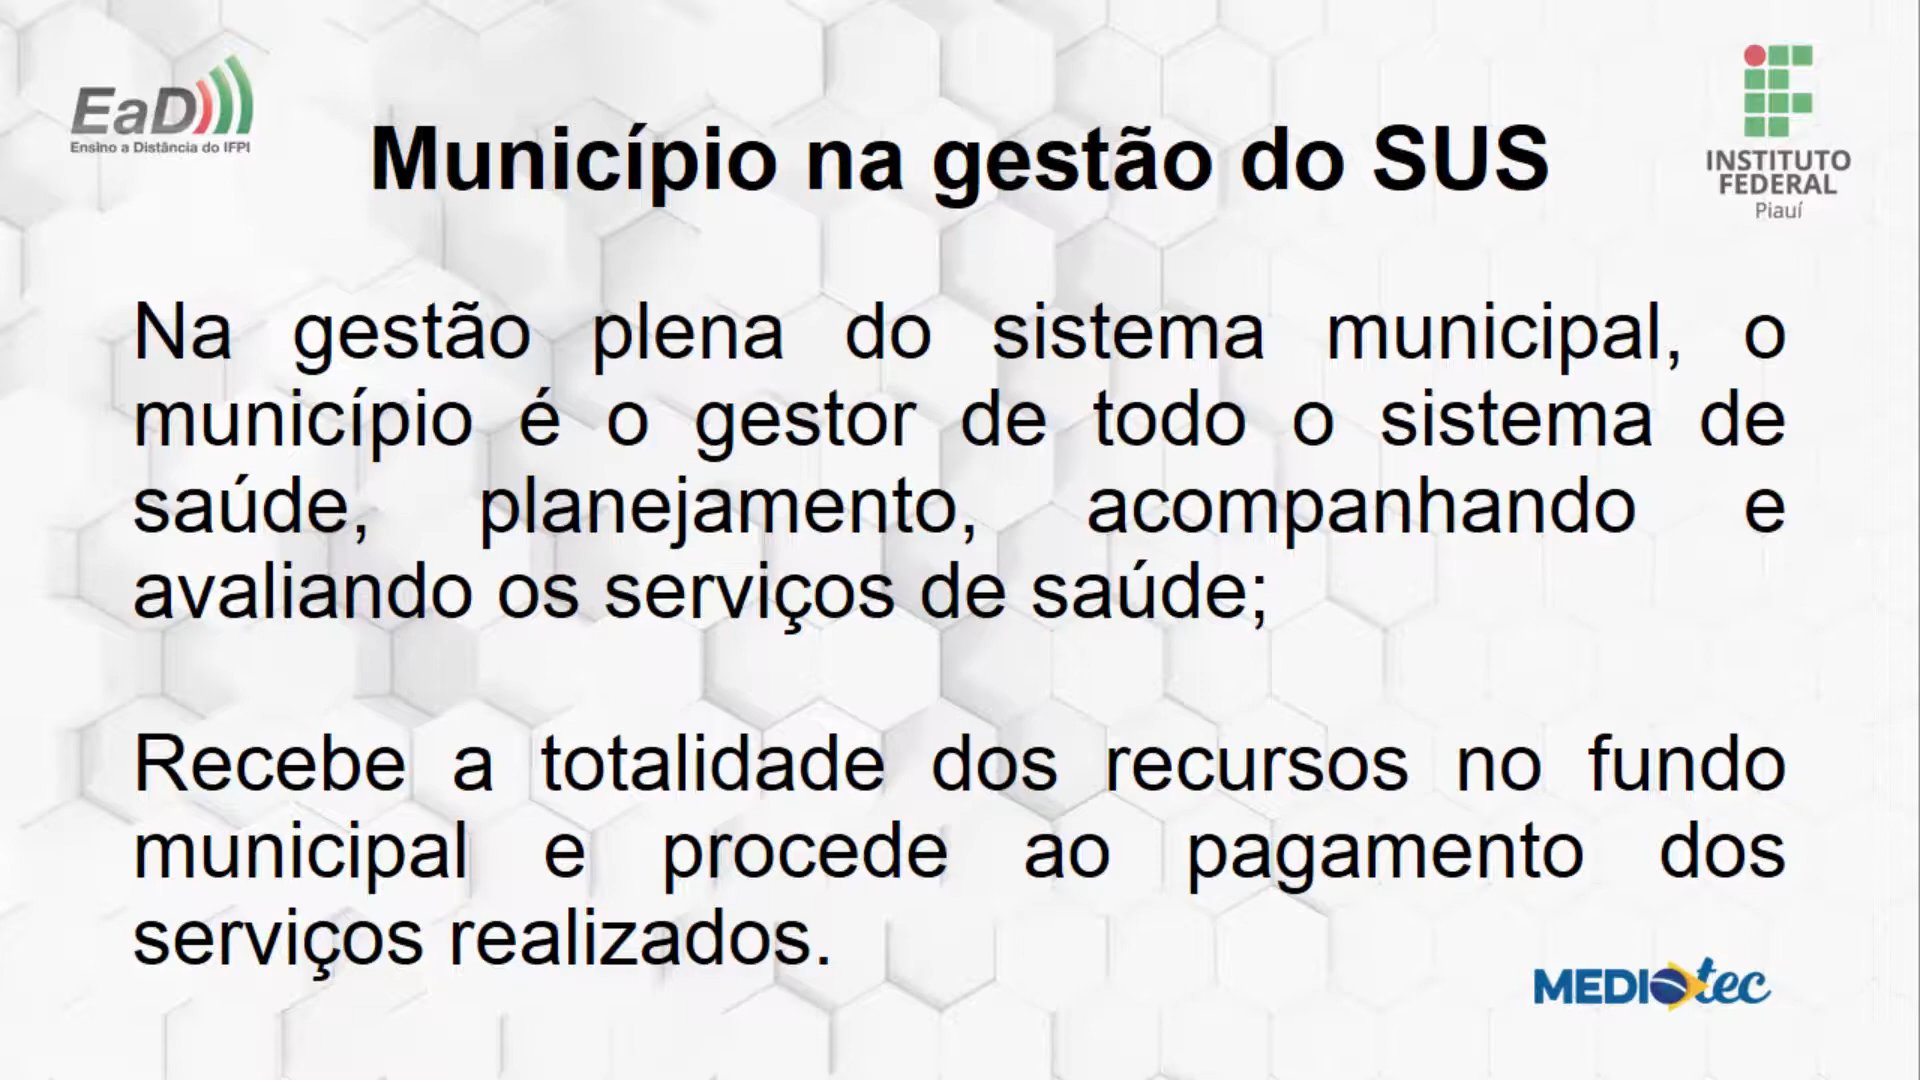 EaD
Ensino a Distância do IFPI
INSTITUTO
FEDERAL
Piauí
Município na gestão do SUS
Na gestão plena do sistema municipal, o
município é o gestor de todo o sistema de
saúde, planejamento, acompanhando e
avaliando os serviços de saúde;
Recebe a totalidade dos recursos no fundo
municipal e procede ao pagamento dos
serviços realizados.
MEDIOtec